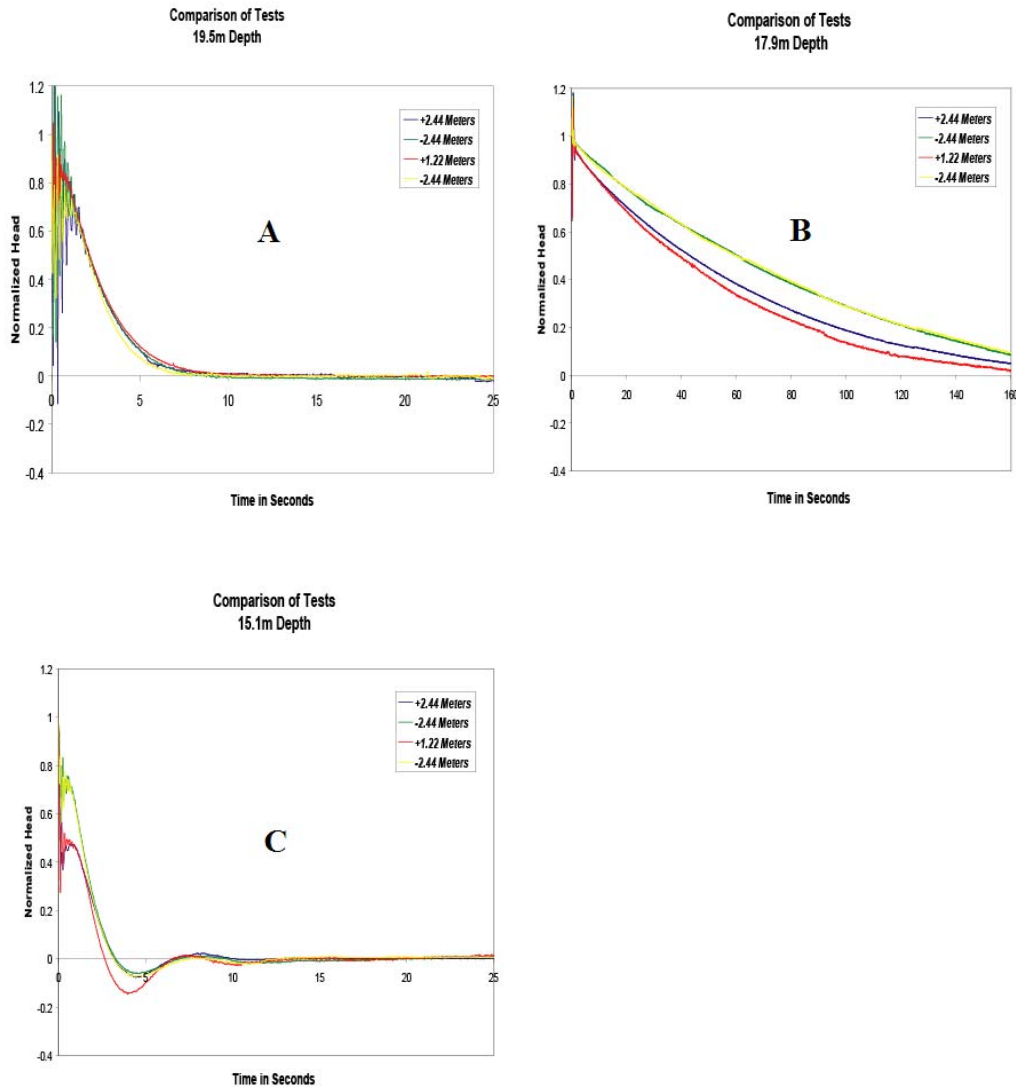 Comparison of Tests
19.5m Depth
1.2
1
0.8
0.6
0.4
0.2
0
-0.2
-0.4
Normalized Head
+2.44 Meters
-2.44 Meters
+1.22 Meters
-2.44 Meters
A
0 5 10 15 20 25
Time in Seconds
Comparison of Tests
17.9m Depth
1.2
1
0.8
0.6
0.4
0.2
0
-0.2
-0.4
Normalized Head
+2.44 Meters
-2.44 Meters
+1.22 Meters
-2.44 Meters
B
0 20 40 60 80 100 120 140 160
Time in Seconds
Comparison of Tests
15.1m Depth
1.2
1
0.8
0.6
0.4
0.2
0
-0.2
-0.4
Normalized Head
+2.44 Meters
-2.44 Meters
+1.22 Meters
-2.44 Meters
C
0 5 10 15 20 25
Time in Seconds